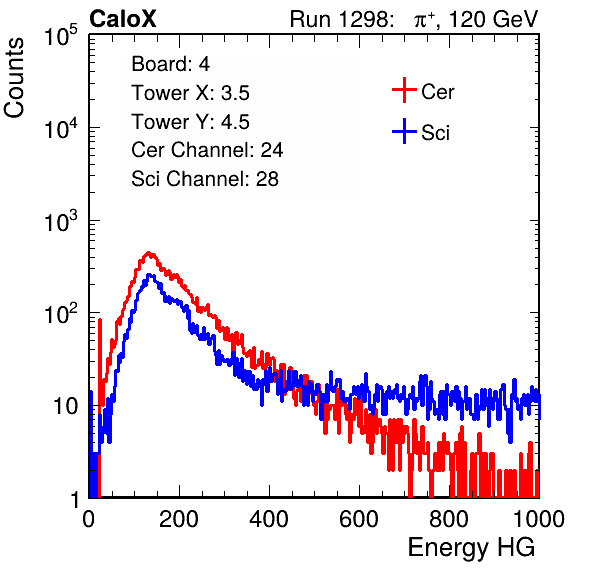 CaloX Run 1298: π⁺, 120 GeV
Counts
Board: 4
Tower X: 3.5
Tower Y: 4.5
Cer Channel: 24
Sci Channel: 28
Cer
Sci
10⁵
10⁴
10³
10²
10
1
0 200 400 600 800 1000
Energy HG